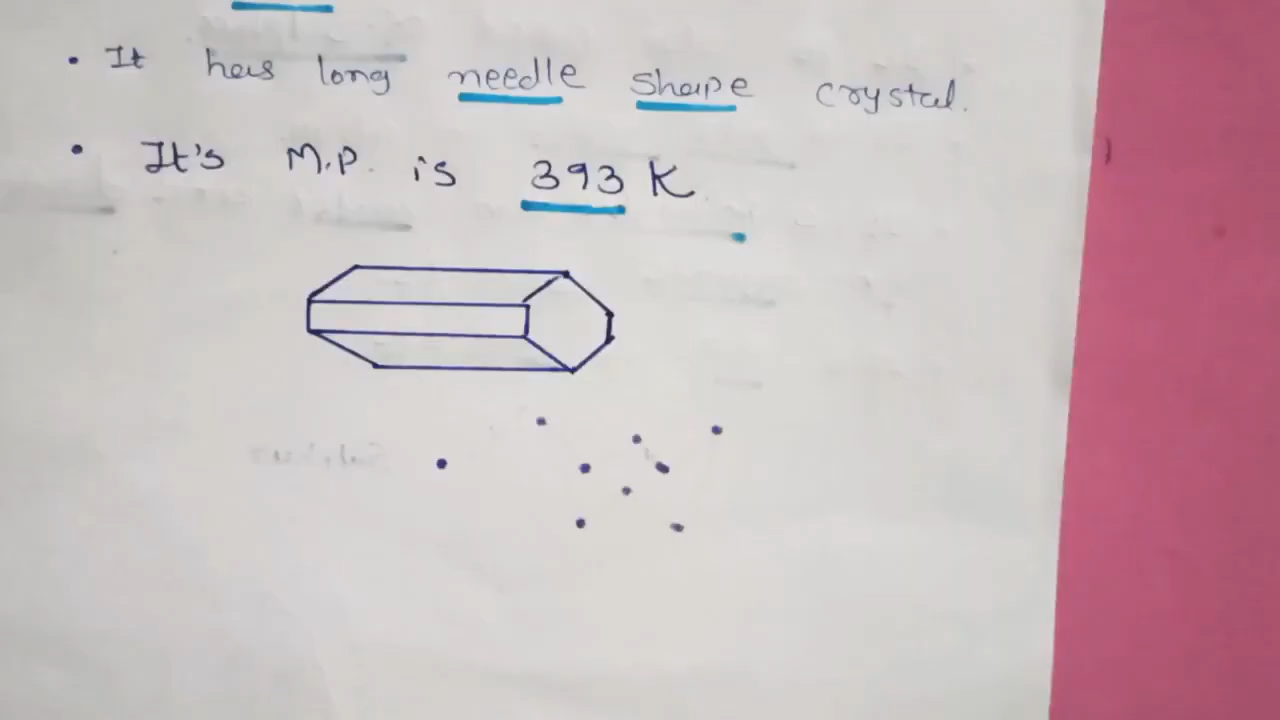 • It has long needle shape crystal.
• It's M.P. is 393 K